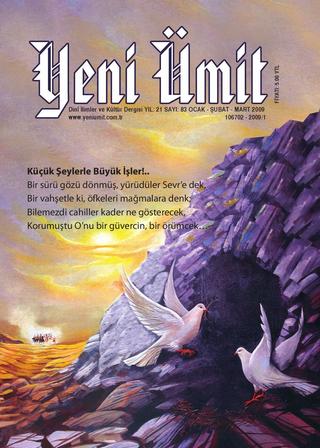 Yeni Ümit
Dinî İlimler ve Kültür Dergisi YIL: 21 SAYI: 83 OCAK - ŞUBAT - MART 2009
www.yeniumit.com.tr 106702 - 2009/1
FİYATI: 5.00 YTL
Küçük Şeylerle Büyük İşler!..
Bir sürü gözü dönmüş, yürüdüler Sevr'e dek,
Bir vahşetle ki, öfkeleri mağmalara denk;
Bilemezdi cahiller kader ne gösterecek,
Korumuştu O'nu bir güvercin, bir örümcek…